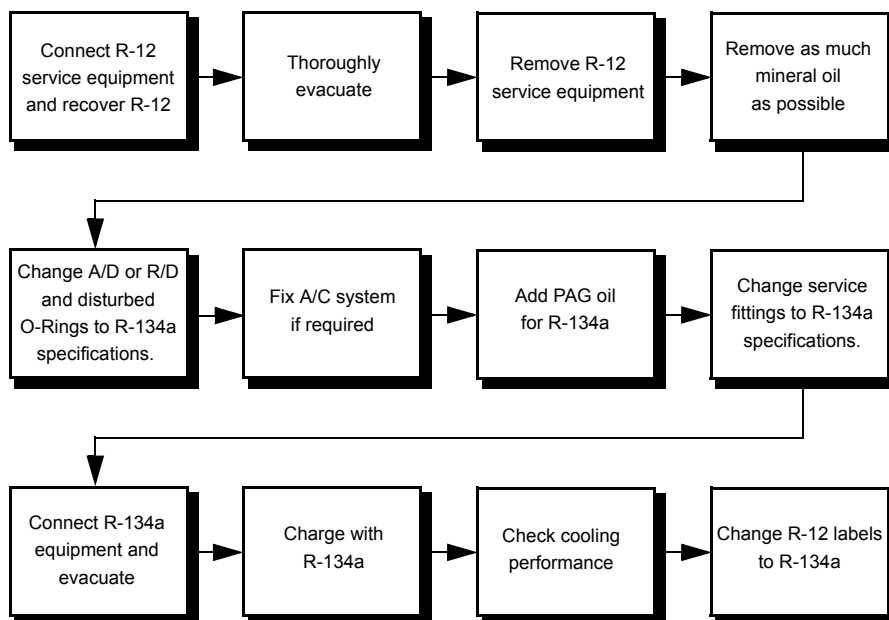 Connect R-12
service equipment
and recover R-12
Thoroughly
evacuate
Remove R-12
service equipment
Remove as much
mineral oil
as possible
Change A/D or R/D
and disturbed
O-Rings to R-134a
specifications.
Fix A/C system
if required
Add PAG oil
for R-134a
Change service
fittings to R-134a
specifications.
Connect R-134a
equipment and
evacuate
Charge with
R-134a
Check cooling
performance
Change R-12 labels
to R-134a